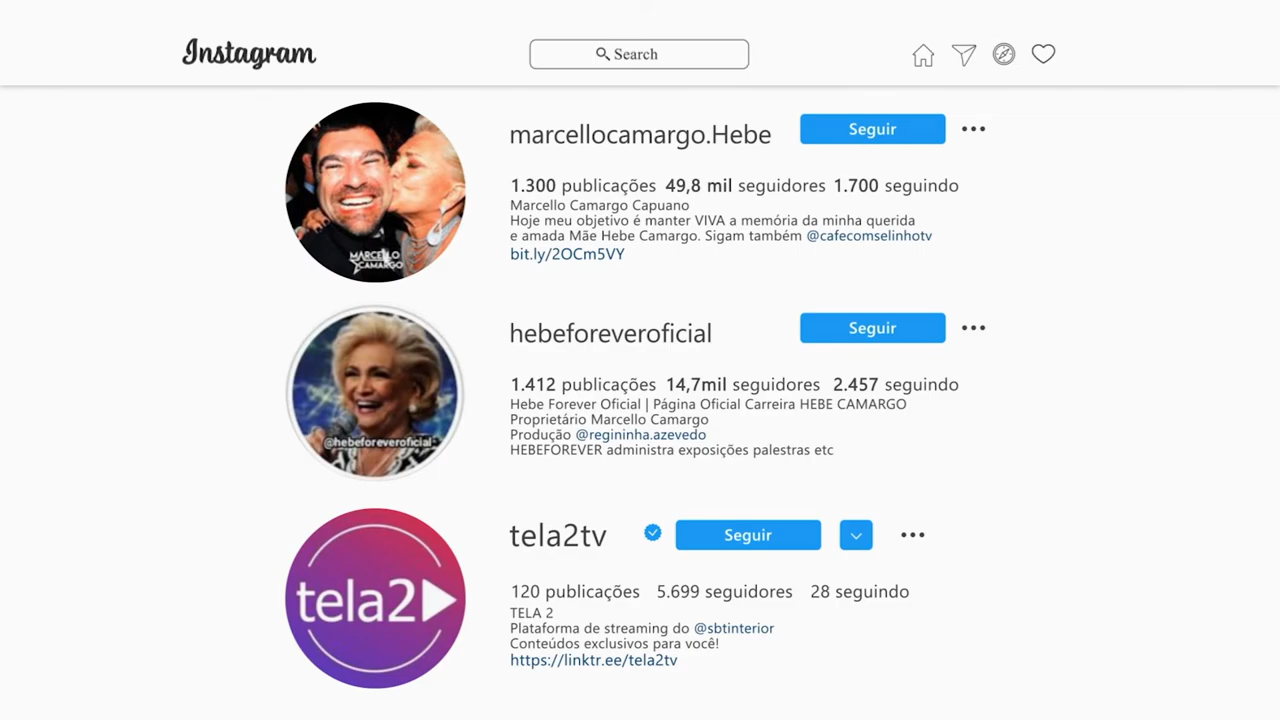 Instagram
Search
MARCELLO
CAMARGO
marcellocamargo.Hebe
Seguir
1.300 publicações 49,8 mil seguidores 1.700 seguindo
Marcello Camargo Capuano
Hoje meu objetivo é manter VIVA a memória da minha querida
e amada Mãe Hebe Camargo. Sigam também @cafecomselinhotv
bit.ly/2OCm5VY
@hebeforeveroficial
hebeforeveroficial
Seguir
1.412 publicações 14,7mil seguidores 2.457 seguindo
Hebe Forever Oficial | Página Oficial Carreira HEBE CAMARGO
Proprietário Marcello Camargo
Produção @regininha.azevedo
HEBEFOREVER administra exposições palestras etc
tela2
tela2tv
Seguir
120 publicações 5.699 seguidores 28 seguindo
TELA 2
Plataforma de streaming do @sbtinterior
Conteúdos exclusivos para você!
https://linktr.ee/tela2tv